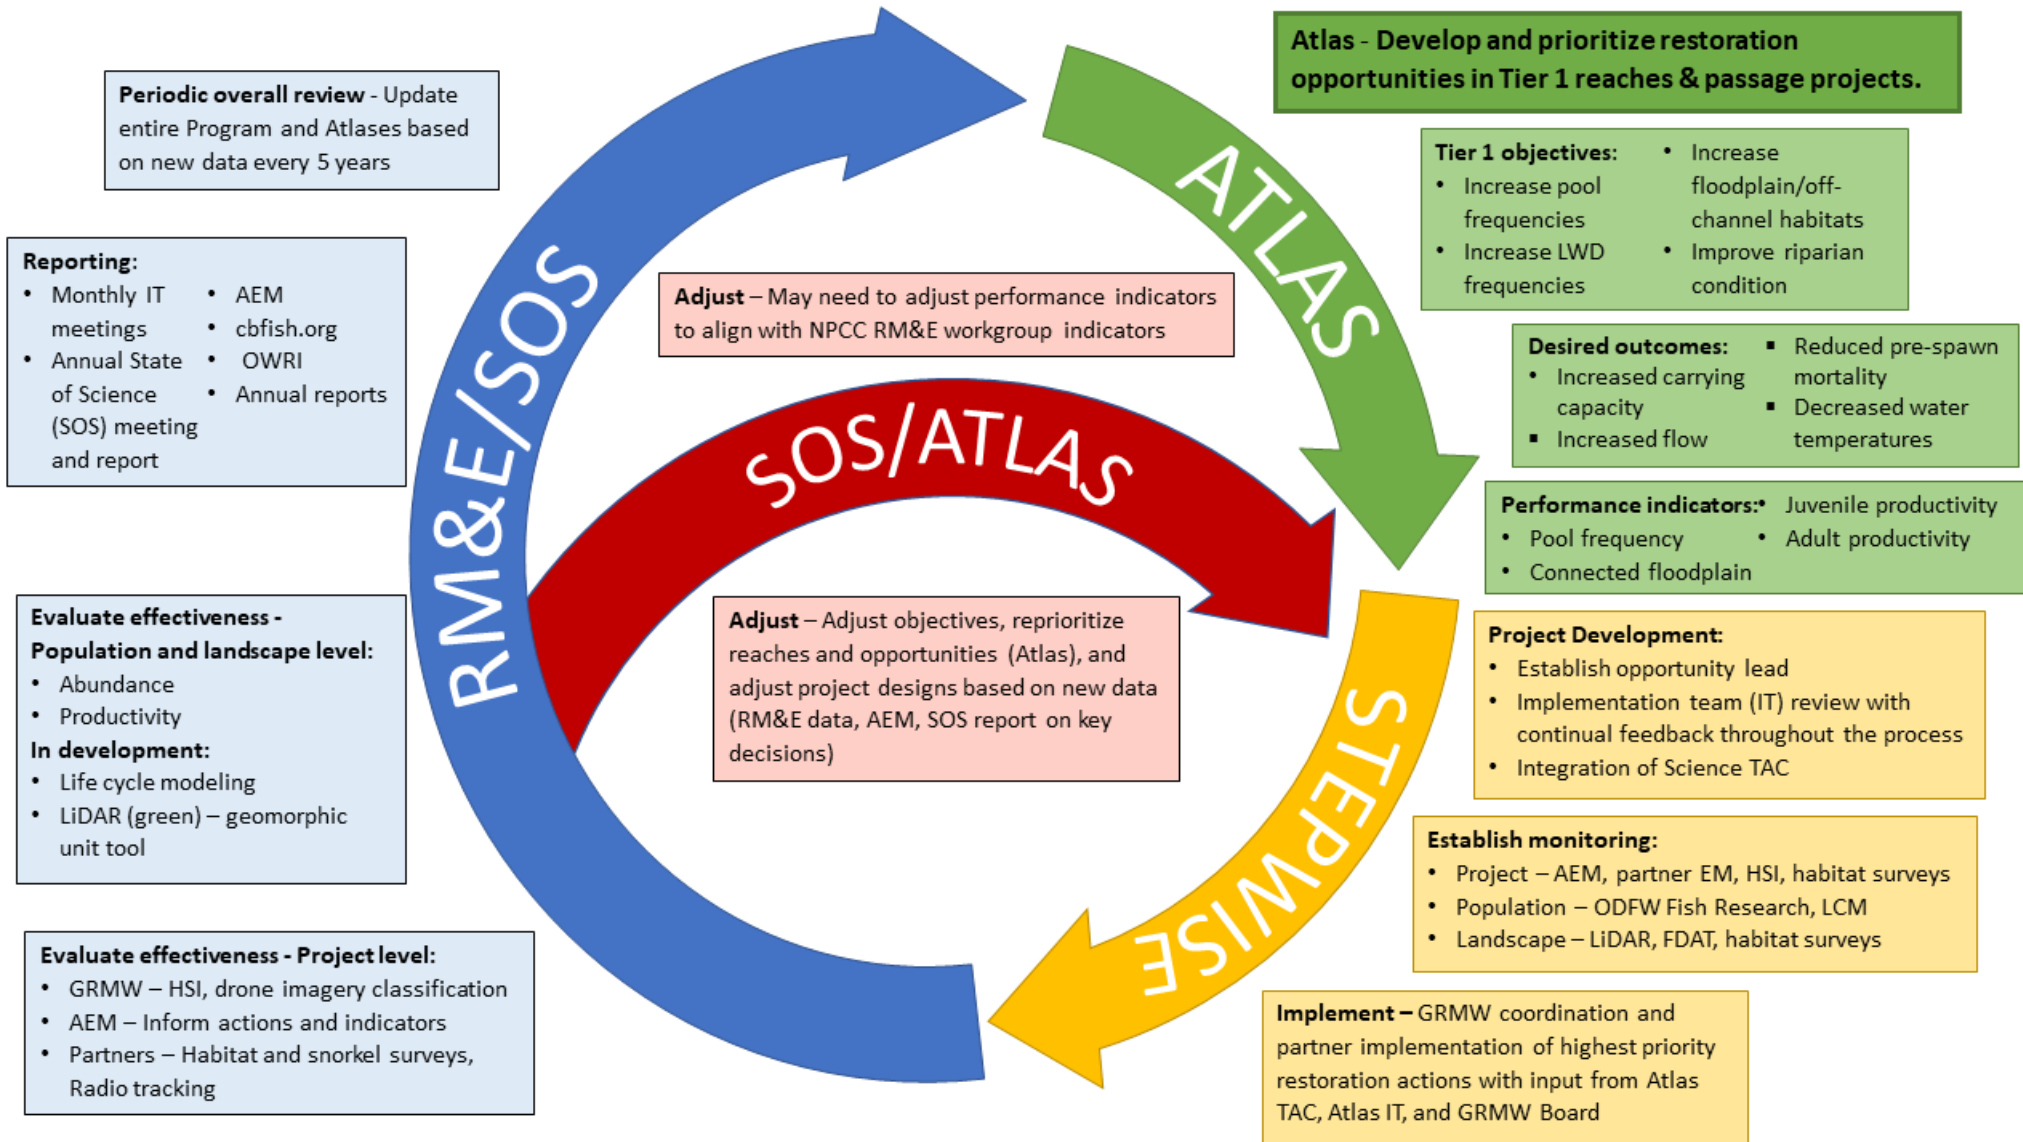 Atlas - Develop and prioritize restoration
opportunities in Tier 1 reaches & passage projects.
Periodic overall review - Update
entire Program and Atlases based
on new data every 5 years
Tier 1 objectives:
• Increase pool
frequencies
• Increase LWD
frequencies
• Increase
floodplain/off-
channel habitats
• Improve riparian
condition
ATLAS
Reporting:
• Monthly IT
meetings
• Annual State
of Science
(SOS) meeting
and report
• AEM
• cbfish.org
• OWRI
• Annual reports
RM&E/SOS
Adjust – May need to adjust performance indicators
to align with NPCC RM&E workgroup indicators
Desired outcomes:
• Increased carrying
capacity
▪ Increased flow
▪ Reduced pre-spawn
mortality
▪ Decreased water
temperatures
SOS/ATLAS
Performance indicators:
• Pool frequency
• Connected floodplain
• Juvenile productivity
• Adult productivity
Evaluate effectiveness -
Population and landscape level:
• Abundance
• Productivity
In development:
• Life cycle modeling
• LiDAR (green) – geomorphic
unit tool
Adjust – Adjust objectives, reprioritize
reaches and opportunities (Atlas), and
adjust project designs based on new data
(RM&E data, AEM, SOS report on key
decisions)
Project Development:
• Establish opportunity lead
• Implementation team (IT) review with
continual feedback throughout the process
• Integration of Science TAC
STEPWISE
Establish monitoring:
• Project – AEM, partner EM, HSI, habitat surveys
• Population – ODFW Fish Research, LCM
• Landscape – LiDAR, FDAT, habitat surveys
Evaluate effectiveness - Project level:
• GRMW – HSI, drone imagery classification
• AEM – Inform actions and indicators
• Partners – Habitat and snorkel surveys,
Radio tracking
Implement – GRMW coordination and
partner implementation of highest priority
restoration actions with input from Atlas
TAC, Atlas IT, and GRMW Board